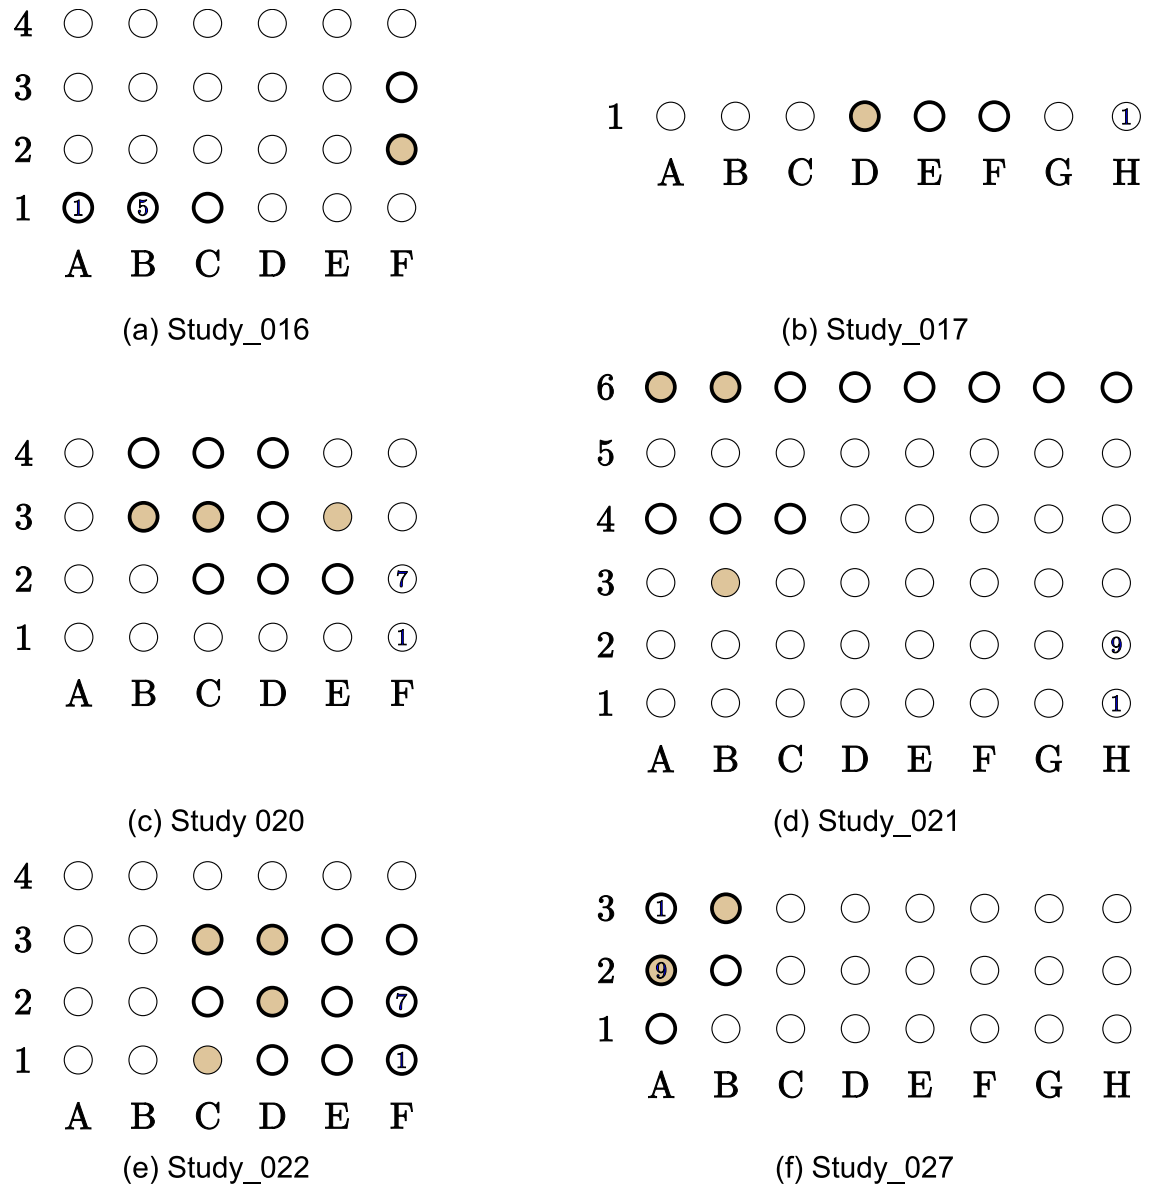 4
3
2
1 1 5
A B C D E F
(a) Study_016
1 1
A B C D E F G H
(b) Study_017
4
3
2 7
1 1
A B C D E F
(c) Study 020
6
5
4
3
2 9
1 1
A B C D E F G H
(d) Study_021
4
3
2 7
1 1
A B C D E F
(e) Study_022
3 1
2 9
1
A B C D E F G H
(f) Study_027